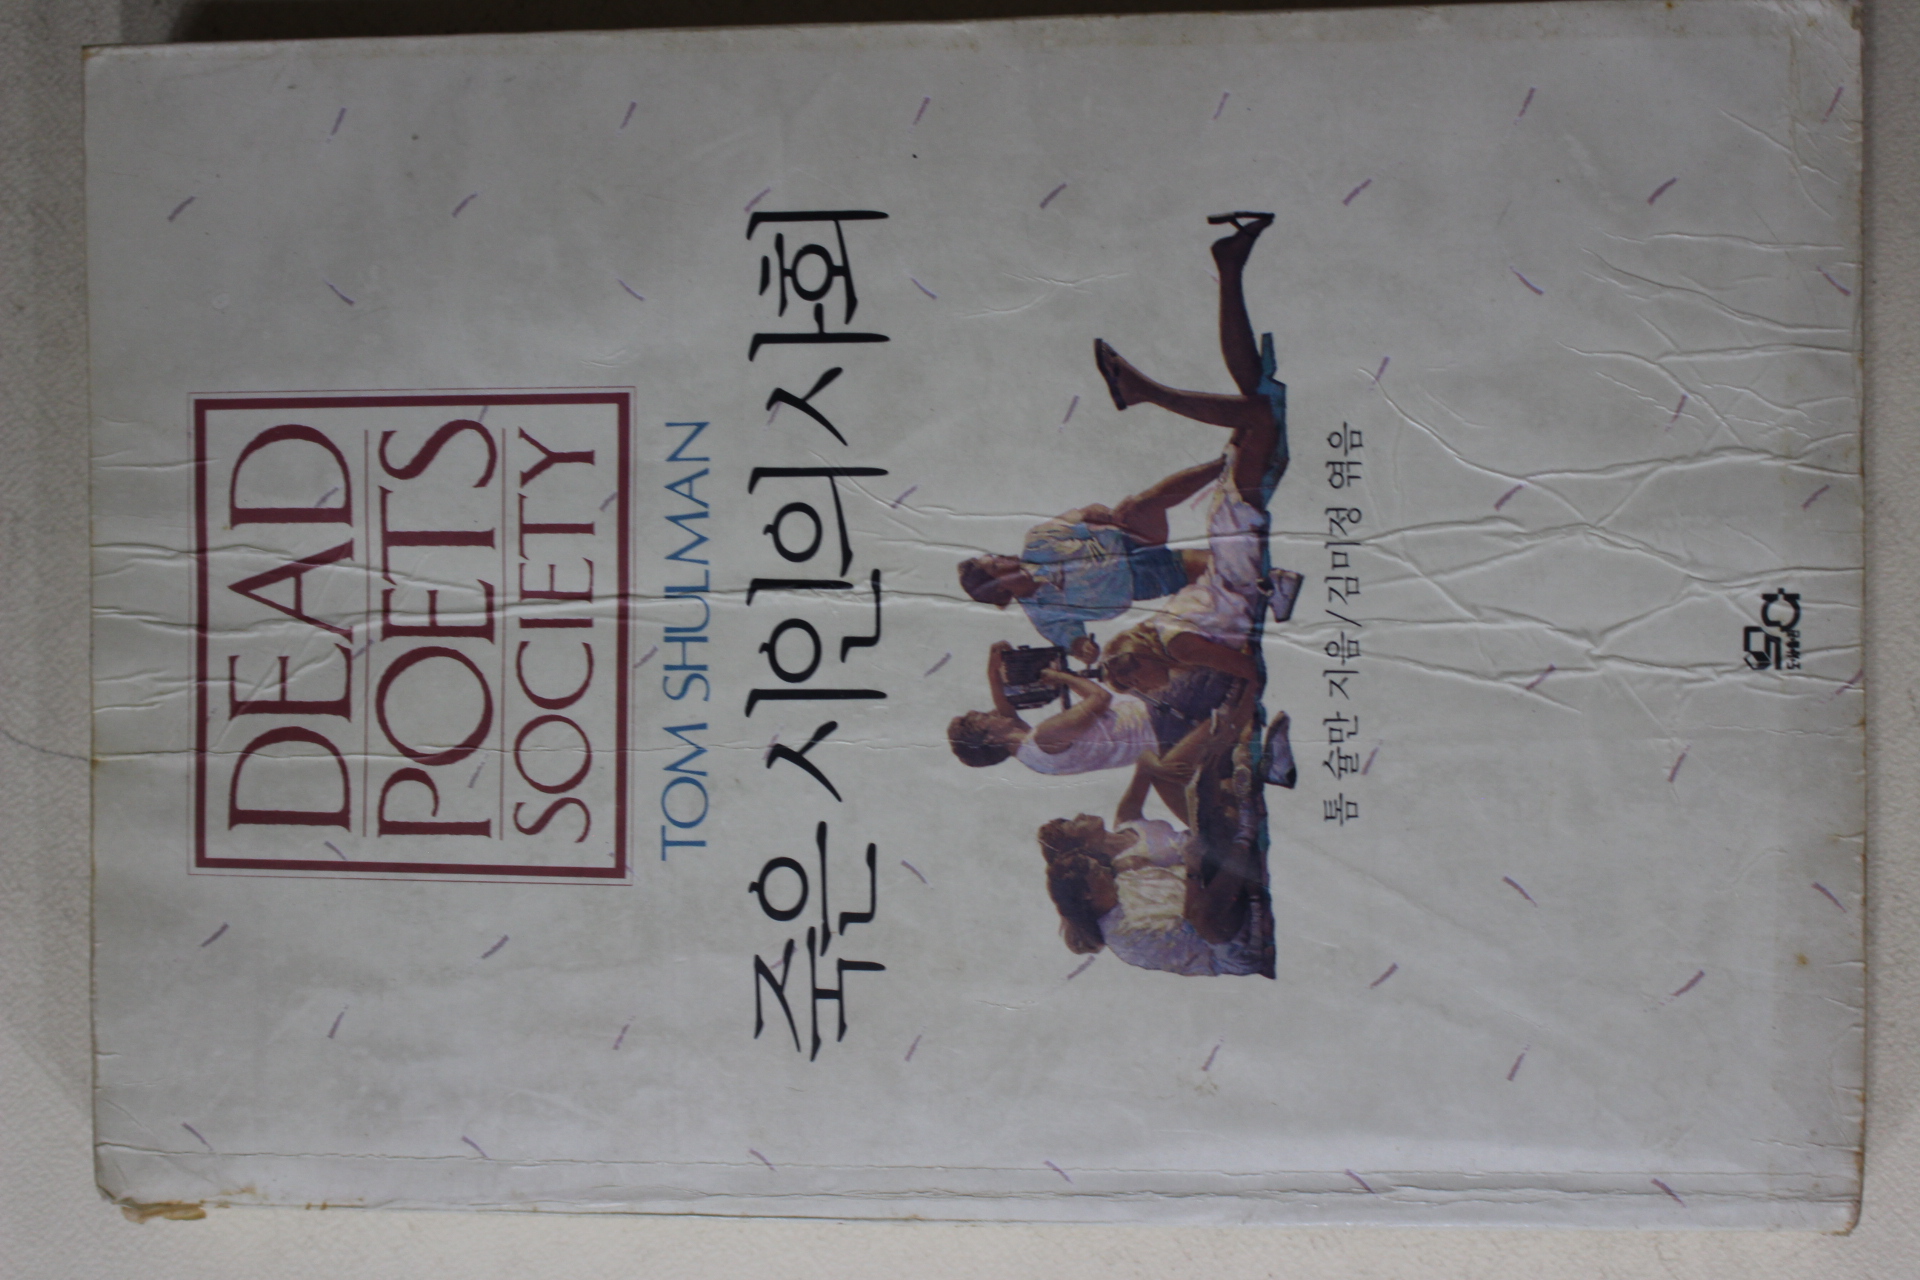 DEAD
POETS
SOCIETY
TOM SHULMAN
죽은 시인의 사회
톰 슐만 지음/김미정 엮음